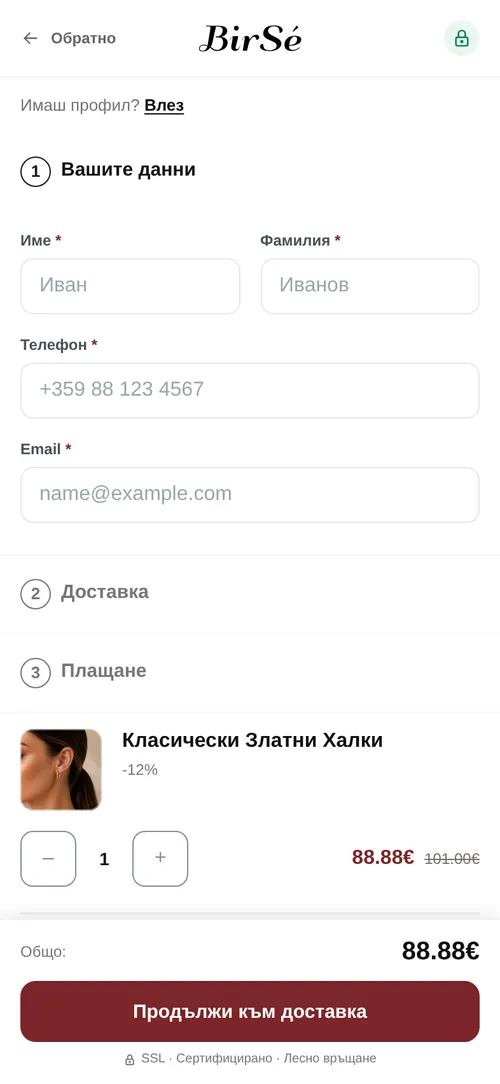 Обратно
BirSé
Имаш профил? Влез
1 Вашите данни
Име * Фамилия *
Иван Иванов
Телефон *
+359 88 123 4567
Email *
name@example.com
2 Доставка
3 Плащане
Класически Златни Халки
-12%
− 1 + 88.88€ 101.00€
Общо: 88.88€
Продължи към доставка
SSL · Сертифицирано · Лесно връщане